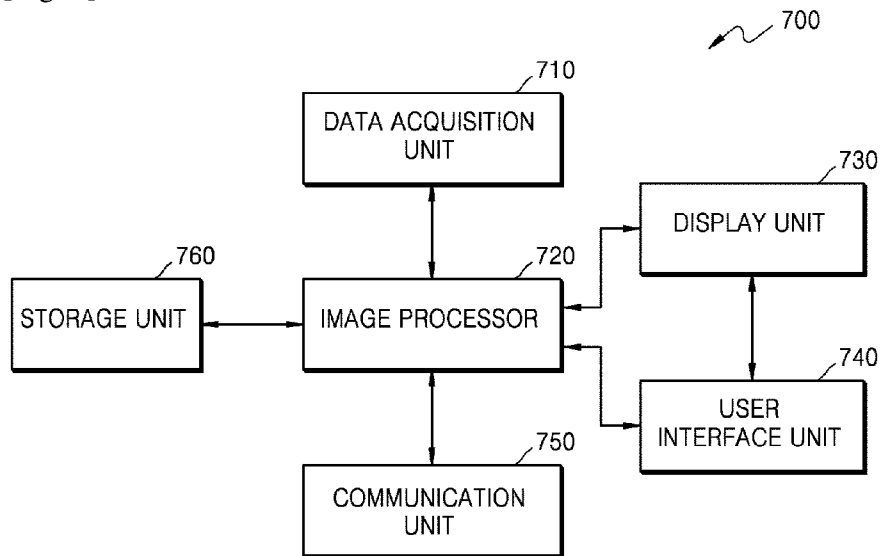 700
710
DATA ACQUISITION
UNIT
730
DISPLAY UNIT
760
STORAGE UNIT
720
IMAGE PROCESSOR
740
USER
INTERFACE UNIT
750
COMMUNICATION
UNIT